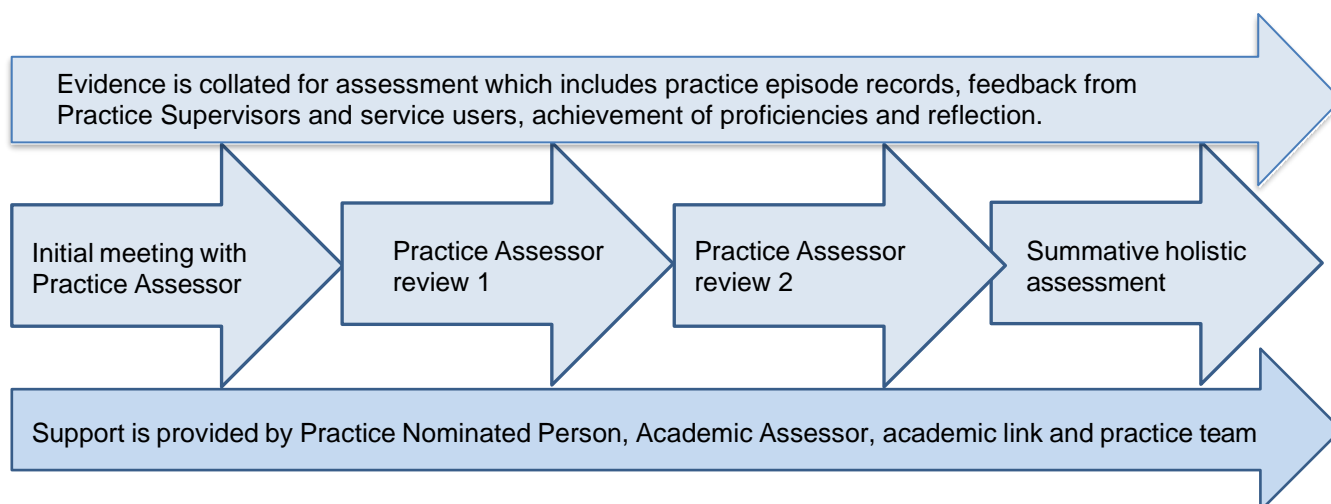 Evidence is collated for assessment which includes practice episode records, feedback from
Practice Supervisors and service users, achievement of proficiencies and reflection.
Initial meeting with
Practice Assessor
Practice Assessor
review 1
Practice Assessor
review 2
Summative holistic
assessment
Support is provided by Practice Nominated Person, Academic Assessor, academic link and practice team